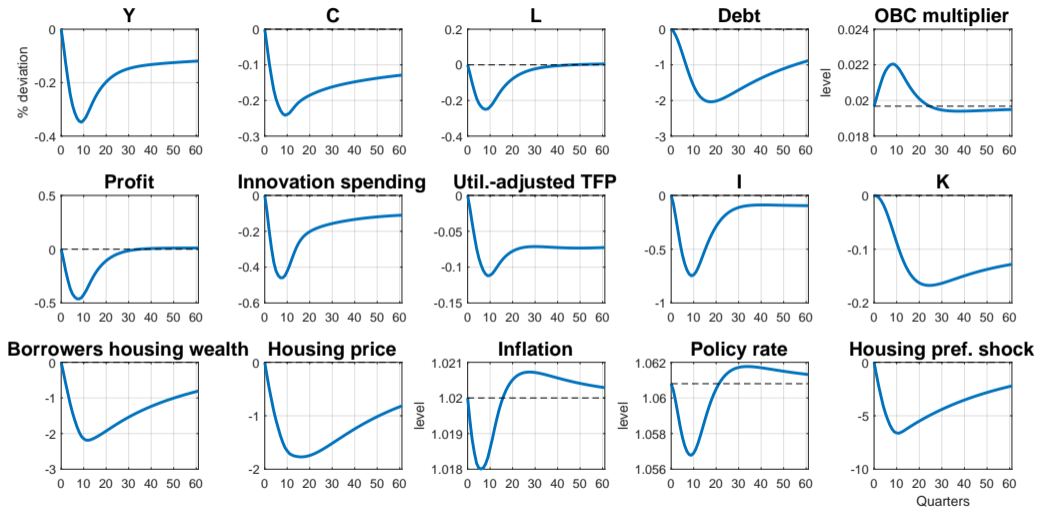 Y C L Debt OBC multiplier
0 0 0.2 0 0.024
-0.2 -0.1 0 -1 0.022
-0.2 -0.2 -2 0.02
-0.4 -0.3 -0.4 -3 0.018
% deviation
level
0 10 20 30 40 50 60 0 10 20 30 40 50 60 0 10 20 30 40 50 60 0 10 20 30 40 50 60 0 10 20 30 40 50 60
Profit Innovation spending Util.-adjusted TFP I K
0.5 0 0 0 0
-0.2 -0.05
0 -0.5 -0.1
-0.4 -0.1
-0.5 -0.6 -0.15 -1 -0.2
0 10 20 30 40 50 60 0 10 20 30 40 50 60 0 10 20 30 40 50 60 0 10 20 30 40 50 60 0 10 20 30 40 50 60
Borrowers housing wealth Housing price Inflation Policy rate Housing pref. shock
0 0 1.021 1.062 0
-1 1.02 1.06
-1 -5
-2 1.019 1.058
-3 -2 1.018 1.056 -10
level
level
0 10 20 30 40 50 60 0 10 20 30 40 50 60 0 10 20 30 40 50 60 0 10 20 30 40 50 60 0 10 20 30 40 50 60
Quarters